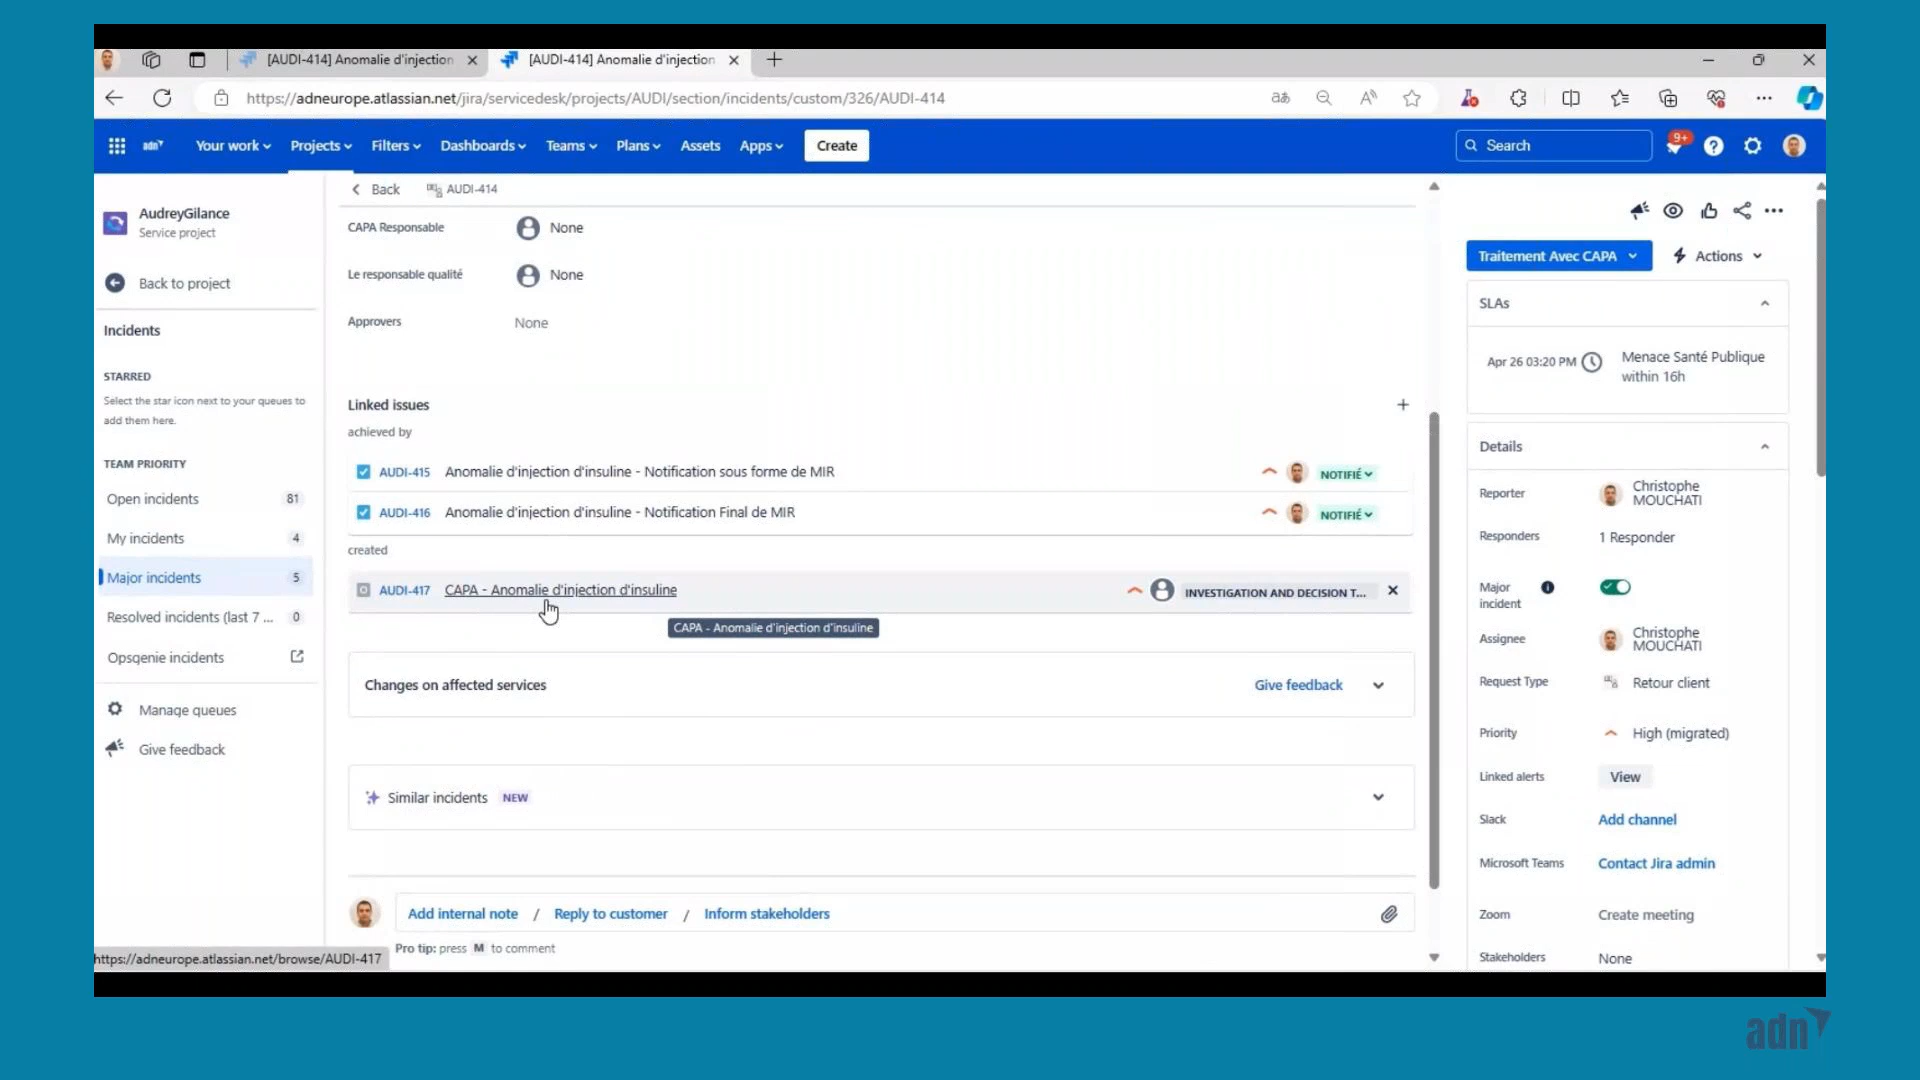 [AUDI-414] Anomalie d'injection
[AUDI-414] Anomalie d'injection
https://adneurope.atlassian.net/jira/servicedesk/projects/AUDI/section/incidents/custom/326/AUDI-414
adn
Your work
Projects
Filters
Dashboards
Teams
Plans
Assets
Apps
Create
Search
9+
AudreyGilance
Service project
Back to project
Incidents
STARRED
Select the star icon next to your queues to
add them here.
TEAM PRIORITY
Open incidents 81
My incidents 4
Major incidents 5
Resolved incidents (last 7 ... 0
Opsgenie incidents
Manage queues
Give feedback
https://adneurope.atlassian.net/browse/AUDI-417
Back AUDI-414
CAPA Responsable None
Le responsable qualité None
Approvers None
Linked issues
achieved by
AUDI-415 Anomalie d'injection d'insuline - Notification sous forme de MIR NOTIFIÉ
AUDI-416 Anomalie d'injection d'insuline - Notification Final de MIR NOTIFIÉ
created
AUDI-417 CAPA - Anomalie d'injection d'insuline INVESTIGATION AND DECISION T...
CAPA - Anomalie d'injection d'insuline
Changes on affected services Give feedback
Similar incidents NEW
Add internal note / Reply to customer / Inform stakeholders
Pro tip: press M to comment
Traitement Avec CAPA
Actions
SLAs
Apr 26 03:20 PM Menace Santé Publique
within 16h
Details
Reporter Christophe
MOUCHATI
Responders 1 Responder
Major
incident
Assignee Christophe
MOUCHATI
Request Type Retour client
Priority High (migrated)
Linked alerts View
Slack Add channel
Microsoft Teams Contact Jira admin
Zoom Create meeting
Stakeholders None
adn